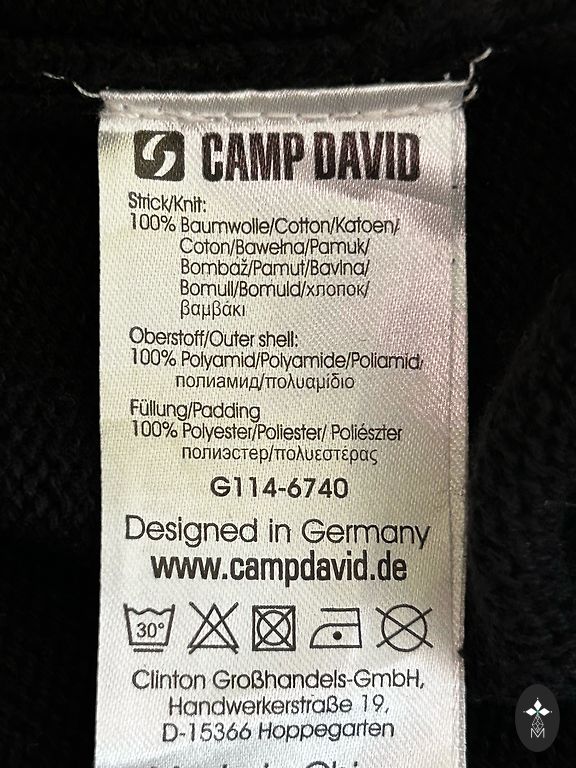 CAMP DAVID
Strick/Knit:
100% Baumwolle/Cotton/Katoen/
Coton/Bawełna/Pamuk/
Bombaž/Pamut/Bavlna/
Bomull/Bomuld/хлопок/
βαμβάκι
Oberstoff/Outer shell:
100% Polyamid/Polyamide/Poliamid/
полиамид/πολυαμίδιο
Füllung/Padding
100% Polyester/Poliester/ Poliészter
полиэстер/πολυεστέρας
G114-6740
Designed in Germany
www.campdavid.de
30°
Clinton Großhandels-GmbH,
Handwerkerstraße 19,
D-15366 Hoppegarten